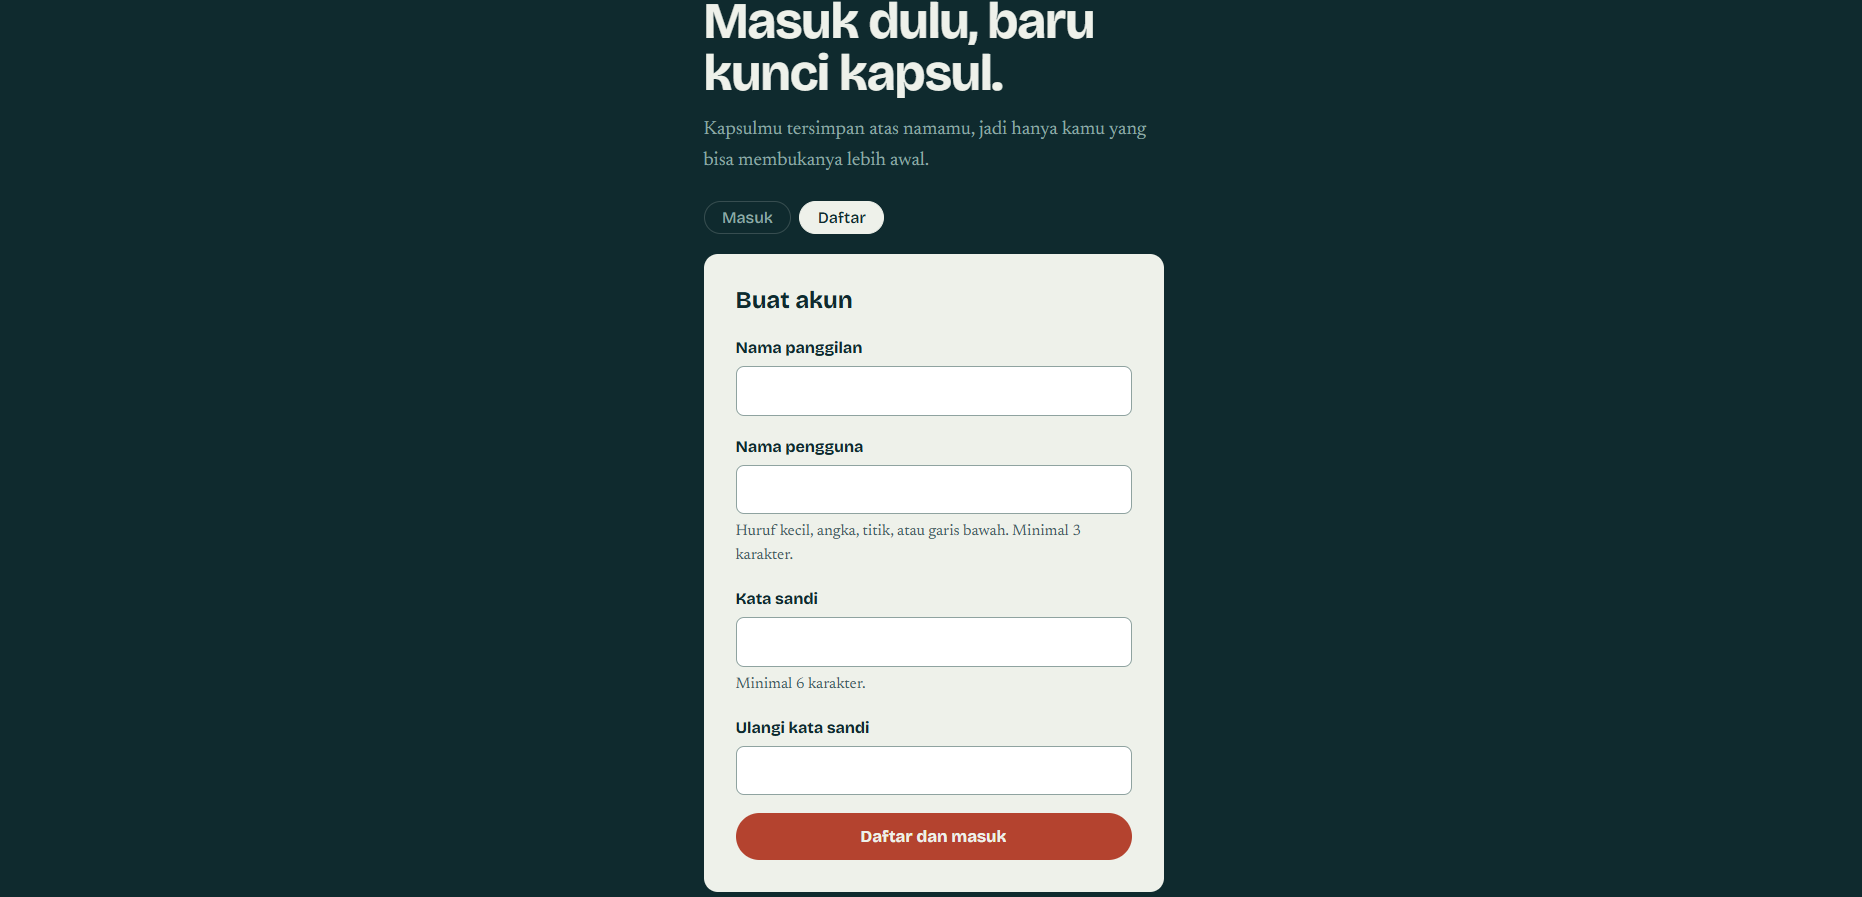 Masuk dulu, baru
kunci kapsul.
Kapsulmu tersimpan atas namamu, jadi hanya kamu yang
bisa membukanya lebih awal.
Masuk
Daftar
Buat akun
Nama panggilan
Nama pengguna
Huruf kecil, angka, titik, atau garis bawah. Minimal 3
karakter.
Kata sandi
Minimal 6 karakter.
Ulangi kata sandi
Daftar dan masuk